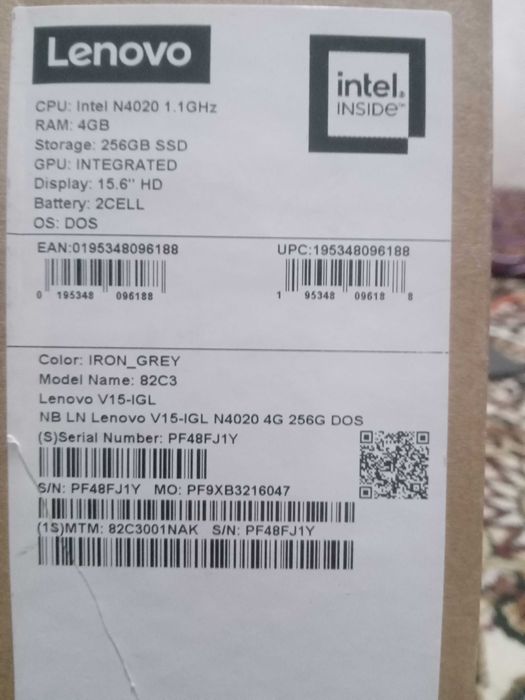 Lenovo
intel.
INSIDE™
CPU: Intel N4020 1.1GHz
RAM: 4GB
Storage: 256GB SSD
GPU: INTEGRATED
Display: 15.6" HD
Battery: 2CELL
OS: DOS
EAN:0195348096188 UPC:195348096188
0 195348 096188 1 95348 09618 8
Color: IRON_GREY
Model Name: 82C3
Lenovo V15-IGL
NB LN Lenovo V15-IGL N4020 4G 256G DOS
(S)Serial Number: PF48FJ1Y
S/N: PF48FJ1Y MO: PF9XB3216047
(1S)MTM: 82C3001NAK S/N: PF48FJ1Y